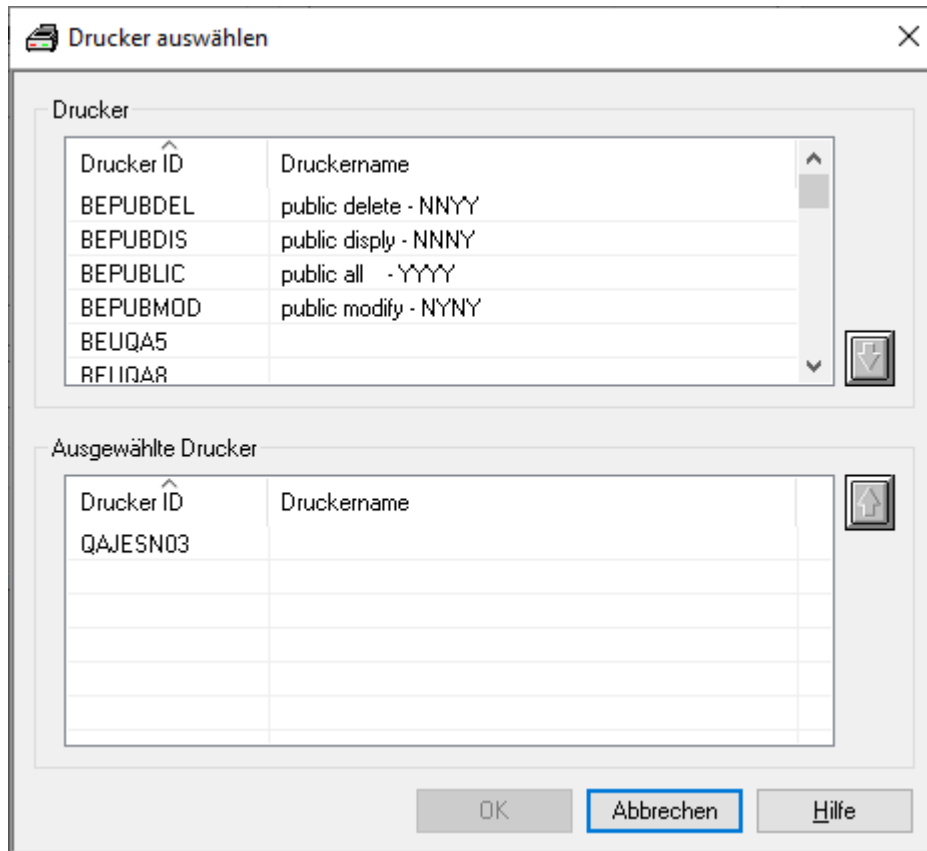 Drucker auswählen
Drucker
Drucker ID Druckername
BEPUBDEL public delete - NNYY
BEPUBDIS public disply - NNNY
BEPUBLIC public all - YYYY
BEPUBMOD public modify - NYNY
BEUQA5
BEUQA8
Ausgewählte Drucker
Drucker ID Druckername
QAJESN03
OK Abbrechen Hilfe